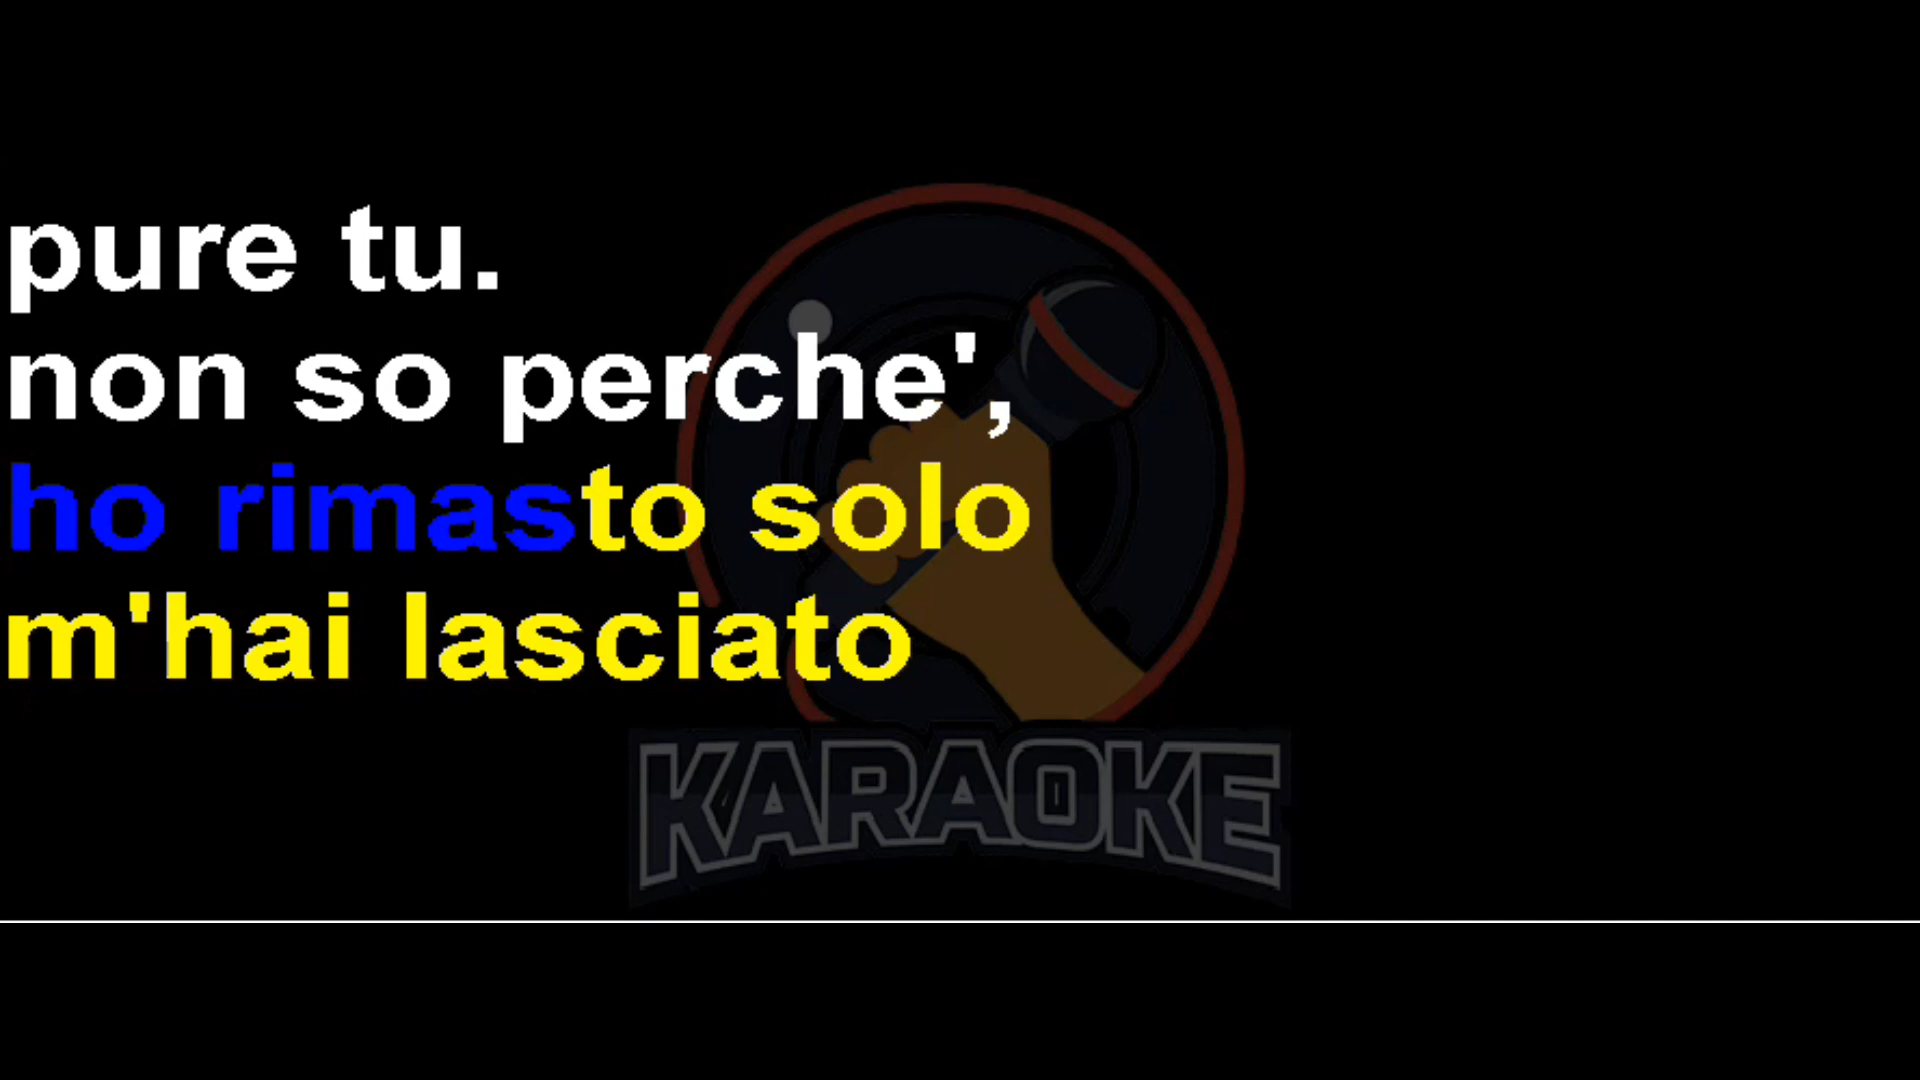 pure tu.
non so perche',
ho rimasto solo
m'hai lasciato
KARAOKE